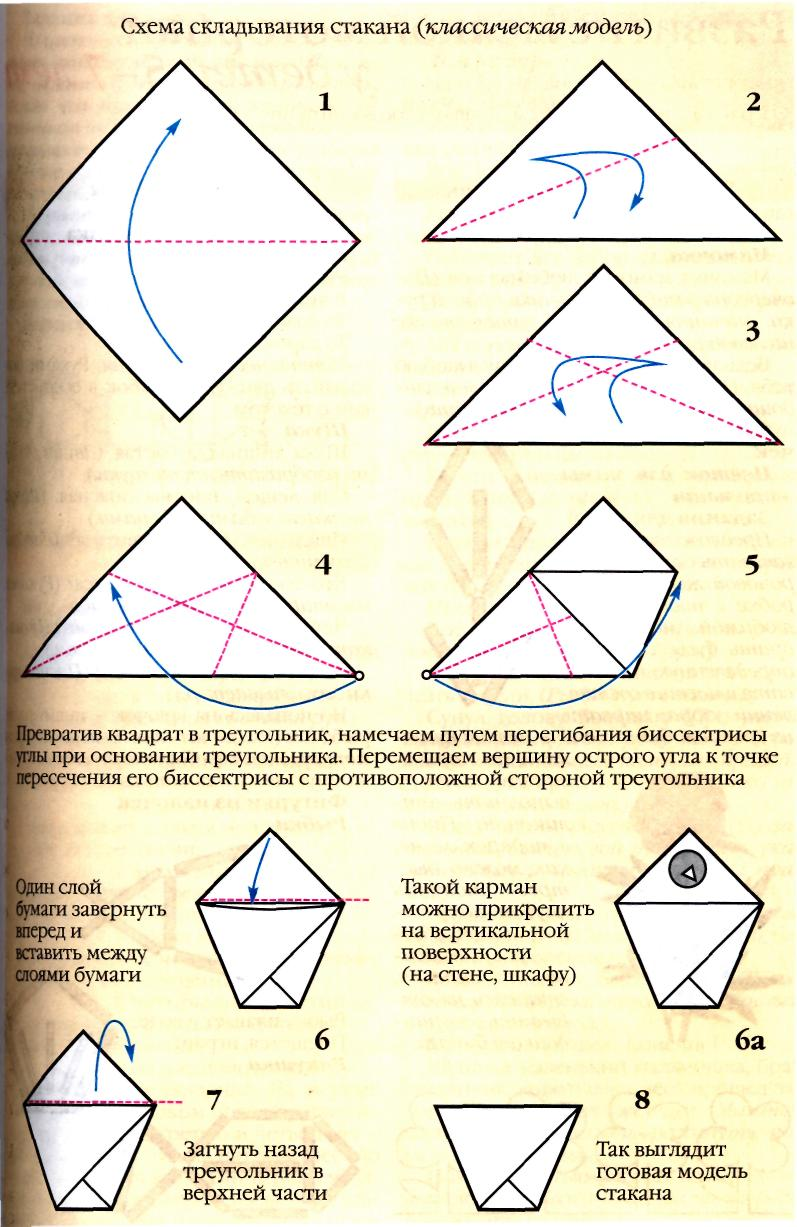 Схема складывания стакана (классическая модель)
1
2
3
4
5
Превратив квадрат в треугольник, намечаем путем перегибания биссектрисы
углы при основании треугольника. Перемещаем вершину острого угла к точке
пересечения его биссектрисы с противоположной стороной треугольника
Один слой
бумаги завернуть
вперед и
вставить между
слоями бумаги
6
Такой карман
можно прикрепить
на вертикальной
поверхности
(на стене, шкафу)
6а
7
Загнуть назад
треугольник в
верхней части
8
Так выглядит
готовая модель
стакана